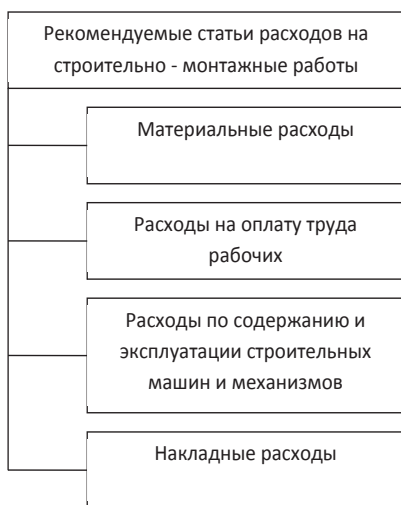 Рекомендуемые статьи расходов на
строительно - монтажные работы
Материальные расходы
Расходы на оплату труда
рабочих
Расходы по содержанию и
эксплуатации строительных
машин и механизмов
Накладные расходы